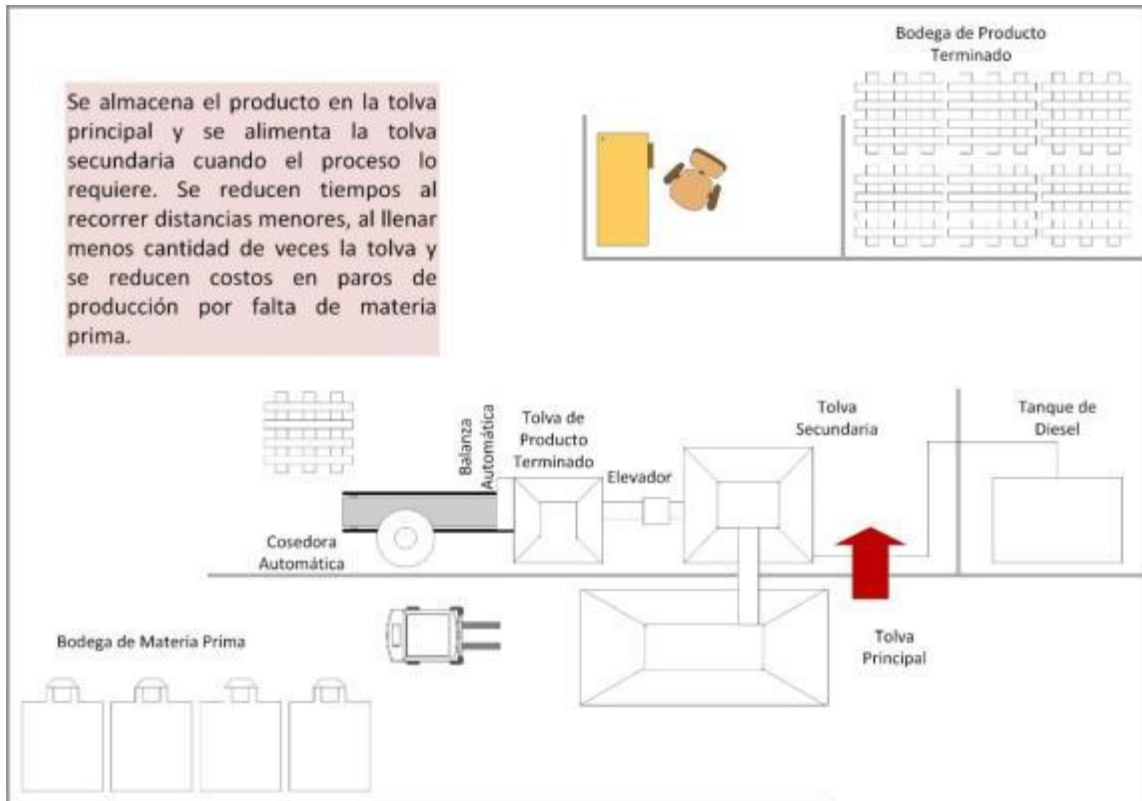 Bodega de Producto
Terminado
Se almacena el producto en la tolva
principal y se alimenta la tolva
secundaria cuando el proceso lo
requiere. Se reducen tiempos al
recorrer distancias menores, al llenar
menos cantidad de veces la tolva y
se reducen costos en paros de
producción por falta de materia
prima.
Balanza
Automática
Tolva de
Producto
Terminado
Elevador
Tolva
Secundaria
Tanque de
Diesel
Cosedora
Automática
Bodega de Materia Prima
Tolva
Principal